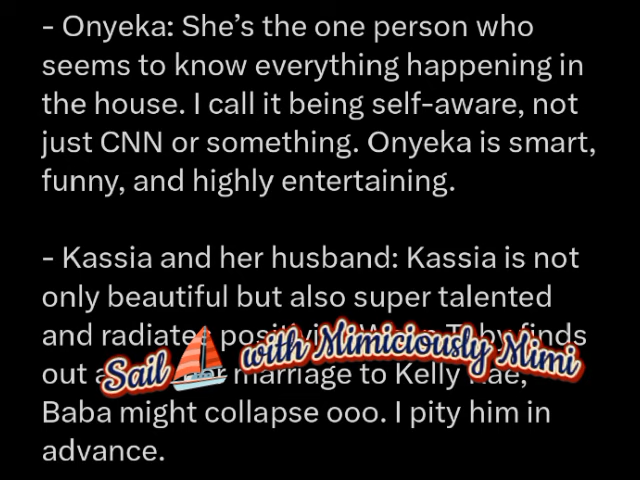 - Onyeka: She’s the one person who
seems to know everything happening in
the house. I call it being self-aware, not
just CNN or something. Onyeka is smart,
funny, and highly entertaining.
- Kassia and her husband: Kassia is not
only beautiful but also super talented
and radiates finds
Sail with Mimiciously Mimi
out marriage to Kelly
Baba might collapse ooo. I pity him in
advance.